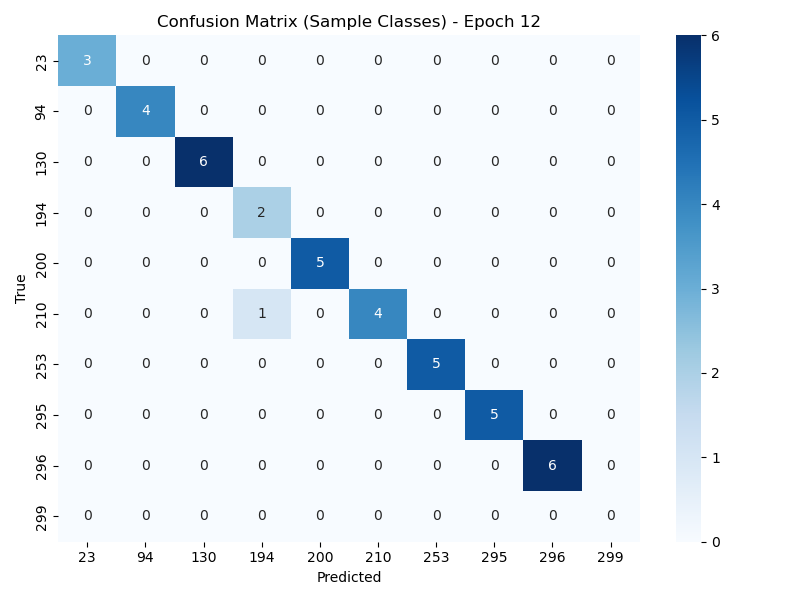 Confusion Matrix (Sample Classes) - Epoch 12
True
23 3 0 0 0 0 0 0 0 0 0
94 0 4 0 0 0 0 0 0 0 0
130 0 0 6 0 0 0 0 0 0 0
194 0 0 0 2 0 0 0 0 0 0
200 0 0 0 0 5 0 0 0 0 0
210 0 0 0 1 0 4 0 0 0 0
253 0 0 0 0 0 0 5 0 0 0
295 0 0 0 0 0 0 0 5 0 0
296 0 0 0 0 0 0 0 0 6 0
299 0 0 0 0 0 0 0 0 0 0
23 94 130 194 200 210 253 295 296 299
Predicted
6
5
4
3
2
1
0